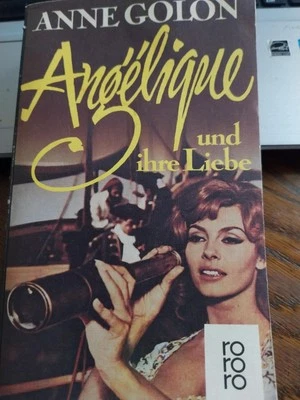 ANNE GOLON
Angélique
und
ihre Liebe
ro
ro
ro